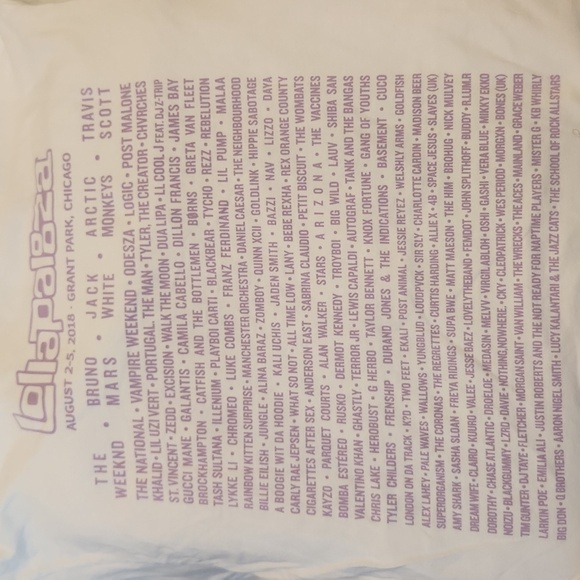 Lollapalooza
AUGUST 2-5, 2018 • GRANT PARK, CHICAGO
THE WEEKND • BRUNO MARS • JACK WHITE • ARCTIC MONKEYS • TRAVIS SCOTT
THE NATIONAL • VAMPIRE WEEKEND • ODESZA • LOGIC • POST MALONE
KHALID • LIL UZI VERT • PORTUGAL THE MAN • TYLER, THE CREATOR • CHVRCHES
ST. VINCENT • ZEDD • EXCISION • WALK THE MOON • DUA LIPA • LL COOL J FEAT. DJ Z-TRIP
GUCCI MANE • GALANTIS • CAMILA CABELLO • DILLON FRANCIS • JAMES BAY
BROCKHAMPTON • CATFISH AND THE BOTTLEMEN • BØRNS • GRETA VAN FLEET
TASH SULTANA • ILLENIUM • PLAYBOI CARTI • BLACKBEAR • TYCHO • REZZ • REBELUTION
LYKKE LI • CHROMEO • LUKE COMBS • FRANZ FERDINAND • LIL PUMP • MALAA
RAINBOW KITTEN SURPRISE • MANCHESTER ORCHESTRA • DANIEL CAESAR • THE NEIGHBOURHOOD
BILLIE EILISH • JUNGLE • ALINA BARAZ • ZOMBOY • QUINN XCII • GOLDLINK • HIPPIE SABOTAGE
A BOOGIE WIT DA HOODIE • KALI UCHIS • JADEN SMITH • BAZZI • NAV • LIZZO • DAYA
CARLY RAE JEPSEN • WHAT SO NOT • ALL TIME LOW • LANY • BEBE REXHA • REX ORANGE COUNTY
CIGARETTES AFTER SEX • ANDERSON EAST • SABRINA CLAUDIO • PETIT BISCUIT • THE WOMBATS
KAYZO • PARQUET COURTS • ALAN WALKER • STARS • A R I Z O N A • THE VACCINES
BOMBA ESTÉREO • RUSKO • DERMOT KENNEDY • TROYBOI • BIG WILD • LAUV • SHIBA SAN
VALENTINO KHAN • GHASTLY • TERROR JR • LEWIS CAPALDI • AUTOGRAF • TANK AND THE BANGAS
CHRIS LAKE • HEROBUST • G HERBO • TAYLOR BENNETT • KNOX FORTUNE • GANG OF YOUTHS
TYLER CHILDERS • FRENSHIP • DURAND JONES & THE INDICATIONS • BASEMENT • CUCO
LONDON ON DA TRACK • K?D • TWO FEET • EKALI • POST ANIMAL • JESSIE REYEZ • WELSHLY ARMS • GOLDFISH
ALEX LAHEY • PALE WAVES • WALLOWS • YUNGBLUD • LOUDPVCK • SIR SLY • CHARLOTTE CARDIN • MADISON BEER
SUPERORGANISM • THE CORONAS • THE REGRETTES • CURTIS HARDING • ALLIE X • 4B • SPACE JESUS • SLAVES (UK)
AMY SHARK • SASHA SLOAN • FREYA RIDINGS • SUPA BWE • MATT MAESON • THE HIM • BROHUG • NICK MULVEY
DREAM WIFE • CLAIRO • KWEKU • VALEE • JESSE BAEZ • LOVELYTHEBAND • FEMDOT • JOHN SPLITHOFF • BUDDY • R.LUM.R
DOROTHY • CHASE ATLANTIC • DROELOE • MEDASIN • MELVV • VIRGIL ABLOH • OSHI • GASHI • VERA BLUE • MIKKY EKKO
NOIZU • BLACKGUMMY • LZRD • DAVIE • NOTHING,NOWHERE. • CKY • CLEOPATRICK • WES PERIOD • MORGXN • BONES (UK)
TIM GUNTER • DJ TAYE • FLETCHER • MORGAN SAINT • VAN WILLIAM • THE WRECKS • THE ACES • MAINLAND • GRACE WEBER
LARKIN POE • EMILIA ALI • JUSTIN ROBERTS AND THE NOT READY FOR NAPTIME PLAYERS • MISTER G • KB WHIRLY
BIG DON • Q BROTHERS • AARON NIGEL SMITH • LUCY KALANTARI & THE JAZZ CATS • THE SCHOOL OF ROCK ALLSTARS